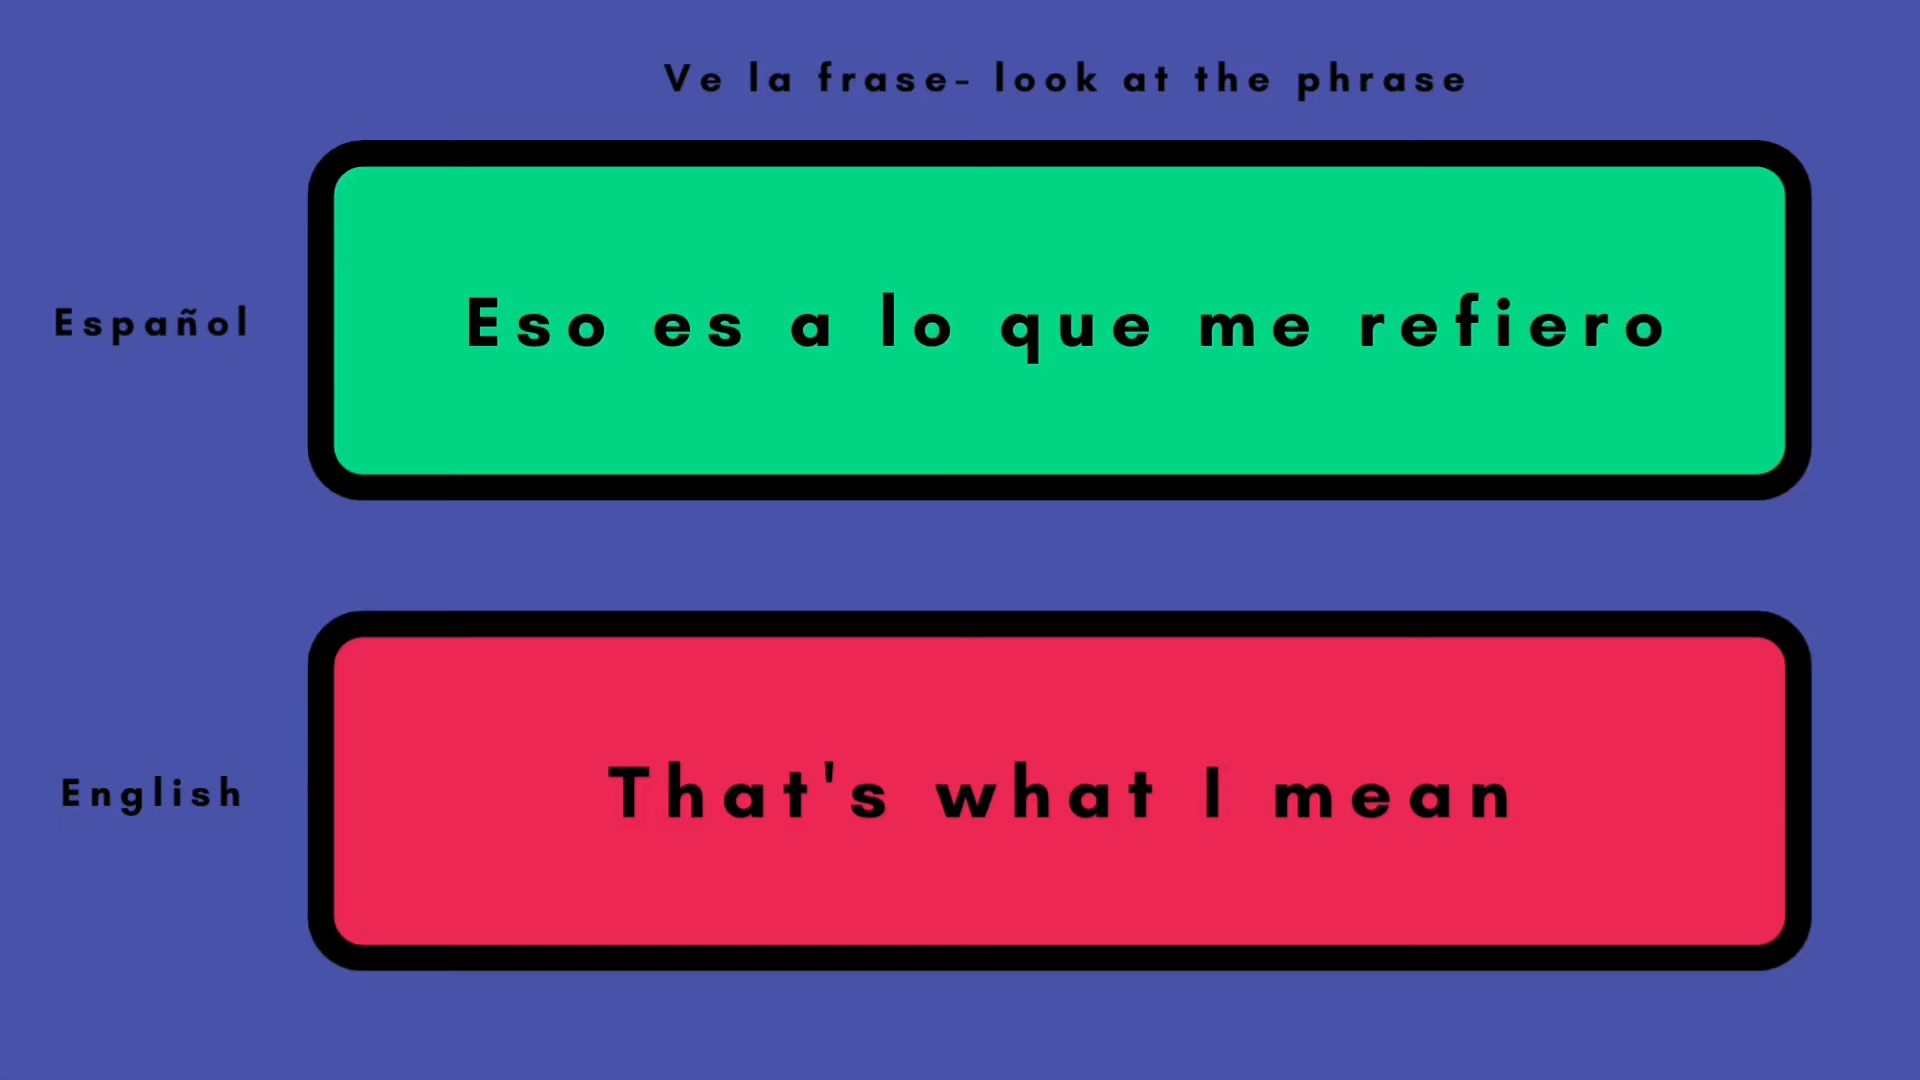 Ve la frase- look at the phrase
Español
Eso es a lo que me refiero
English
That's what I mean